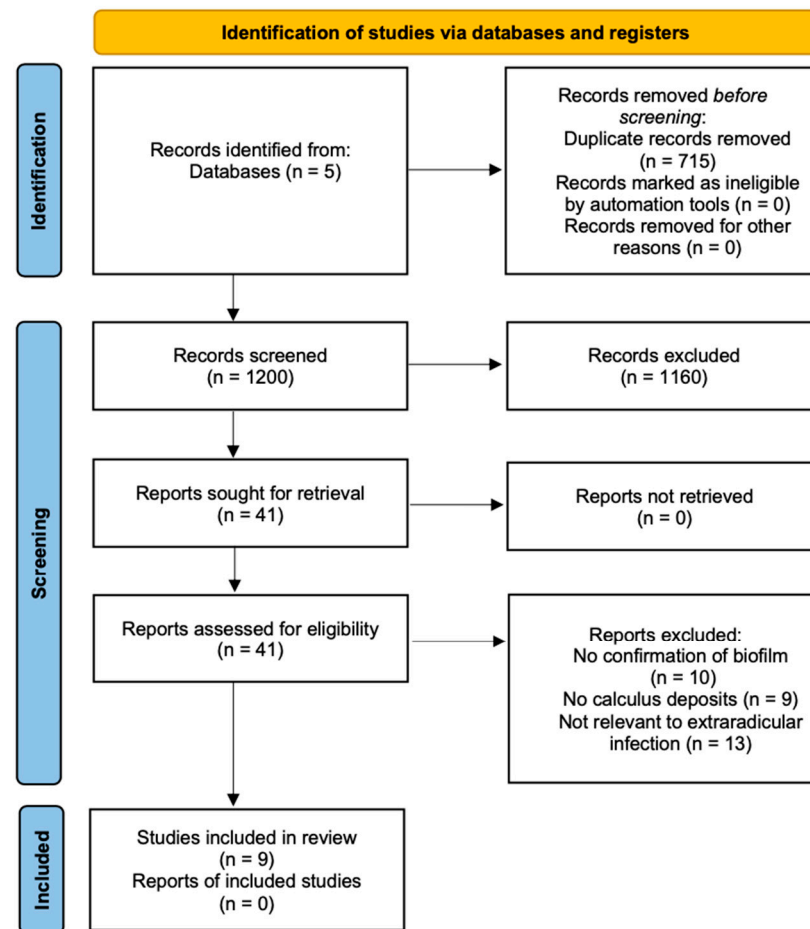 Identification of studies via databases and registers
Identification
Records identified from:
Databases (n = 5)
Records removed before
screening:
Duplicate records removed
(n = 715)
Records marked as ineligible
by automation tools (n = 0)
Records removed for other
reasons (n = 0)
Screening
Records screened
(n = 1200)
Records excluded
(n = 1160)
Reports sought for retrieval
(n = 41)
Reports not retrieved
(n = 0)
Reports assessed for eligibility
(n = 41)
Reports excluded:
No confirmation of biofilm
(n = 10)
No calculus deposits (n = 9)
Not relevant to extraradicular
infection (n = 13)
Included
Studies included in review
(n = 9)
Reports of included studies
(n = 0)